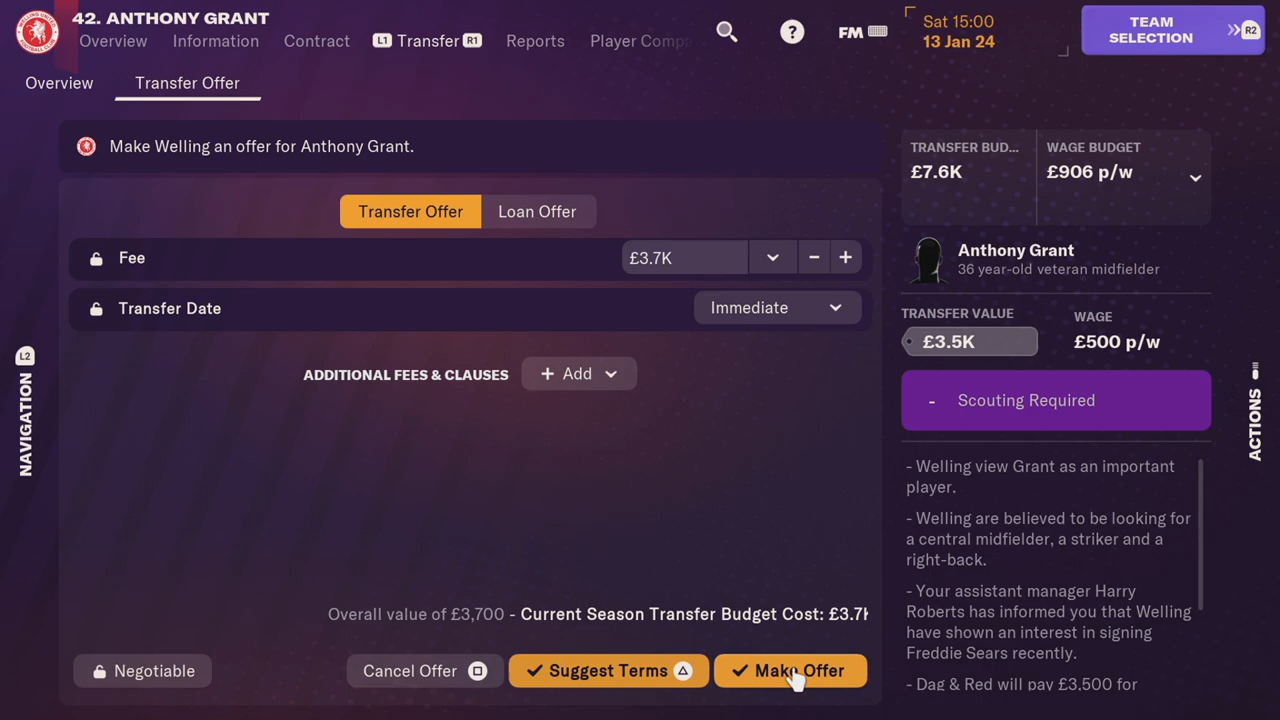 42. ANTHONY GRANT
Overview Information Contract L1 Transfer R1 Reports Player Comp
? FM
Sat 15:00
13 Jan 24
TEAM
SELECTION R2
Overview Transfer Offer
Make Welling an offer for Anthony Grant.
Transfer Offer Loan Offer
Fee £3.7K - +
Transfer Date Immediate
ADDITIONAL FEES & CLAUSES + Add
Overall value of £3,700 - Current Season Transfer Budget Cost: £3.7K
Negotiable Cancel Offer Suggest Terms Make Offer
L2
NAVIGATION
TRANSFER BUD... WAGE BUDGET
£7.6K £906 p/w
Anthony Grant
36 year-old veteran midfielder
TRANSFER VALUE WAGE
£3.5K £500 p/w
- Scouting Required
- Welling view Grant as an important
player.
- Welling are believed to be looking for
a central midfielder, a striker and a
right-back.
- Your assistant manager Harry
Roberts has informed you that Welling
have shown an interest in signing
Freddie Sears recently.
- Dag & Red will pay £3,500 for
ACTIONS